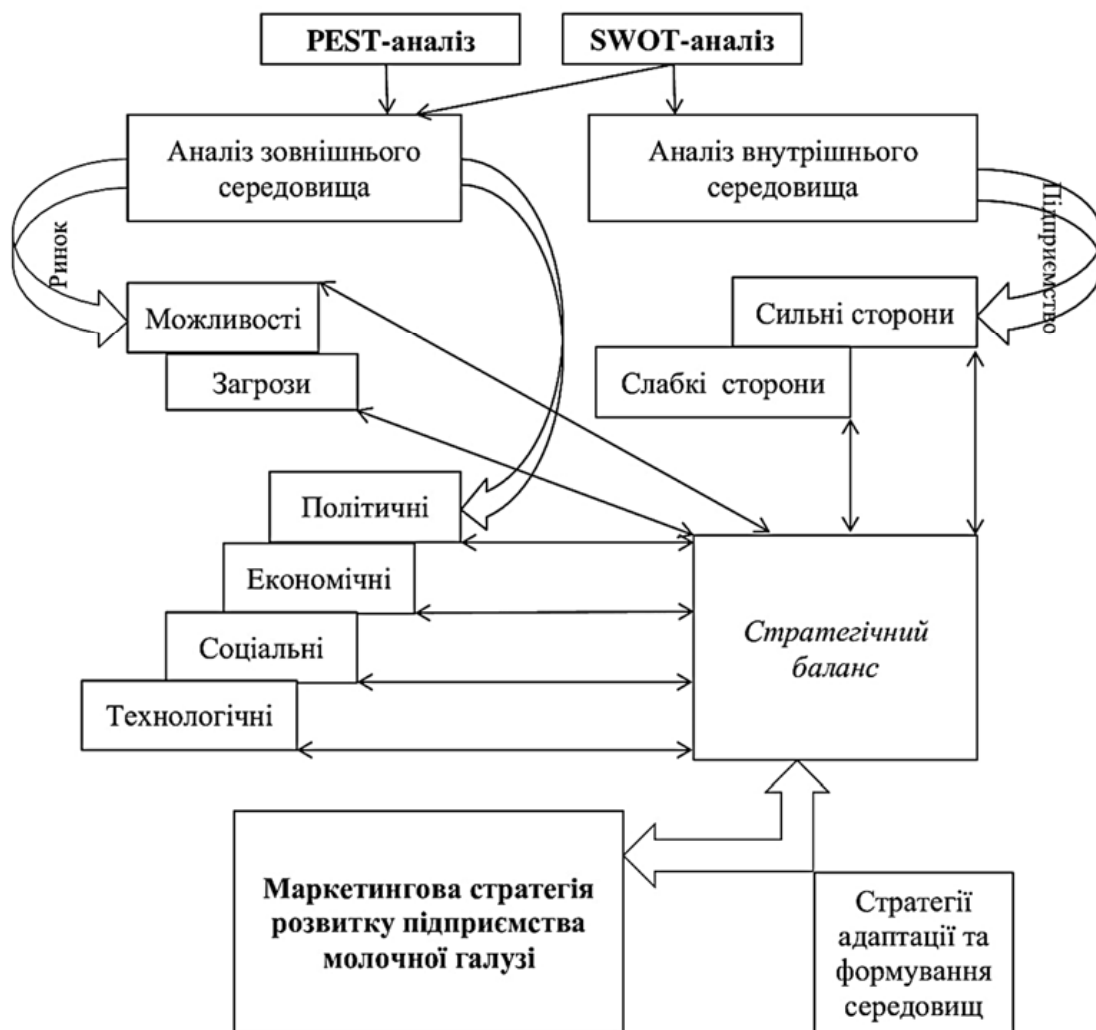 PEST-аналіз
SWOT-аналіз
Аналіз зовнішнього
середовища
Аналіз внутрішнього
середовища
Ринок
Підприємство
Можливості
Загрози
Сильні сторони
Слабкі сторони
Політичні
Економічні
Соціальні
Технологічні
Стратегічний
баланс
Маркетингова стратегія
розвитку підприємства
молочної галузі
Стратегії
адаптації та
формування
середовищ